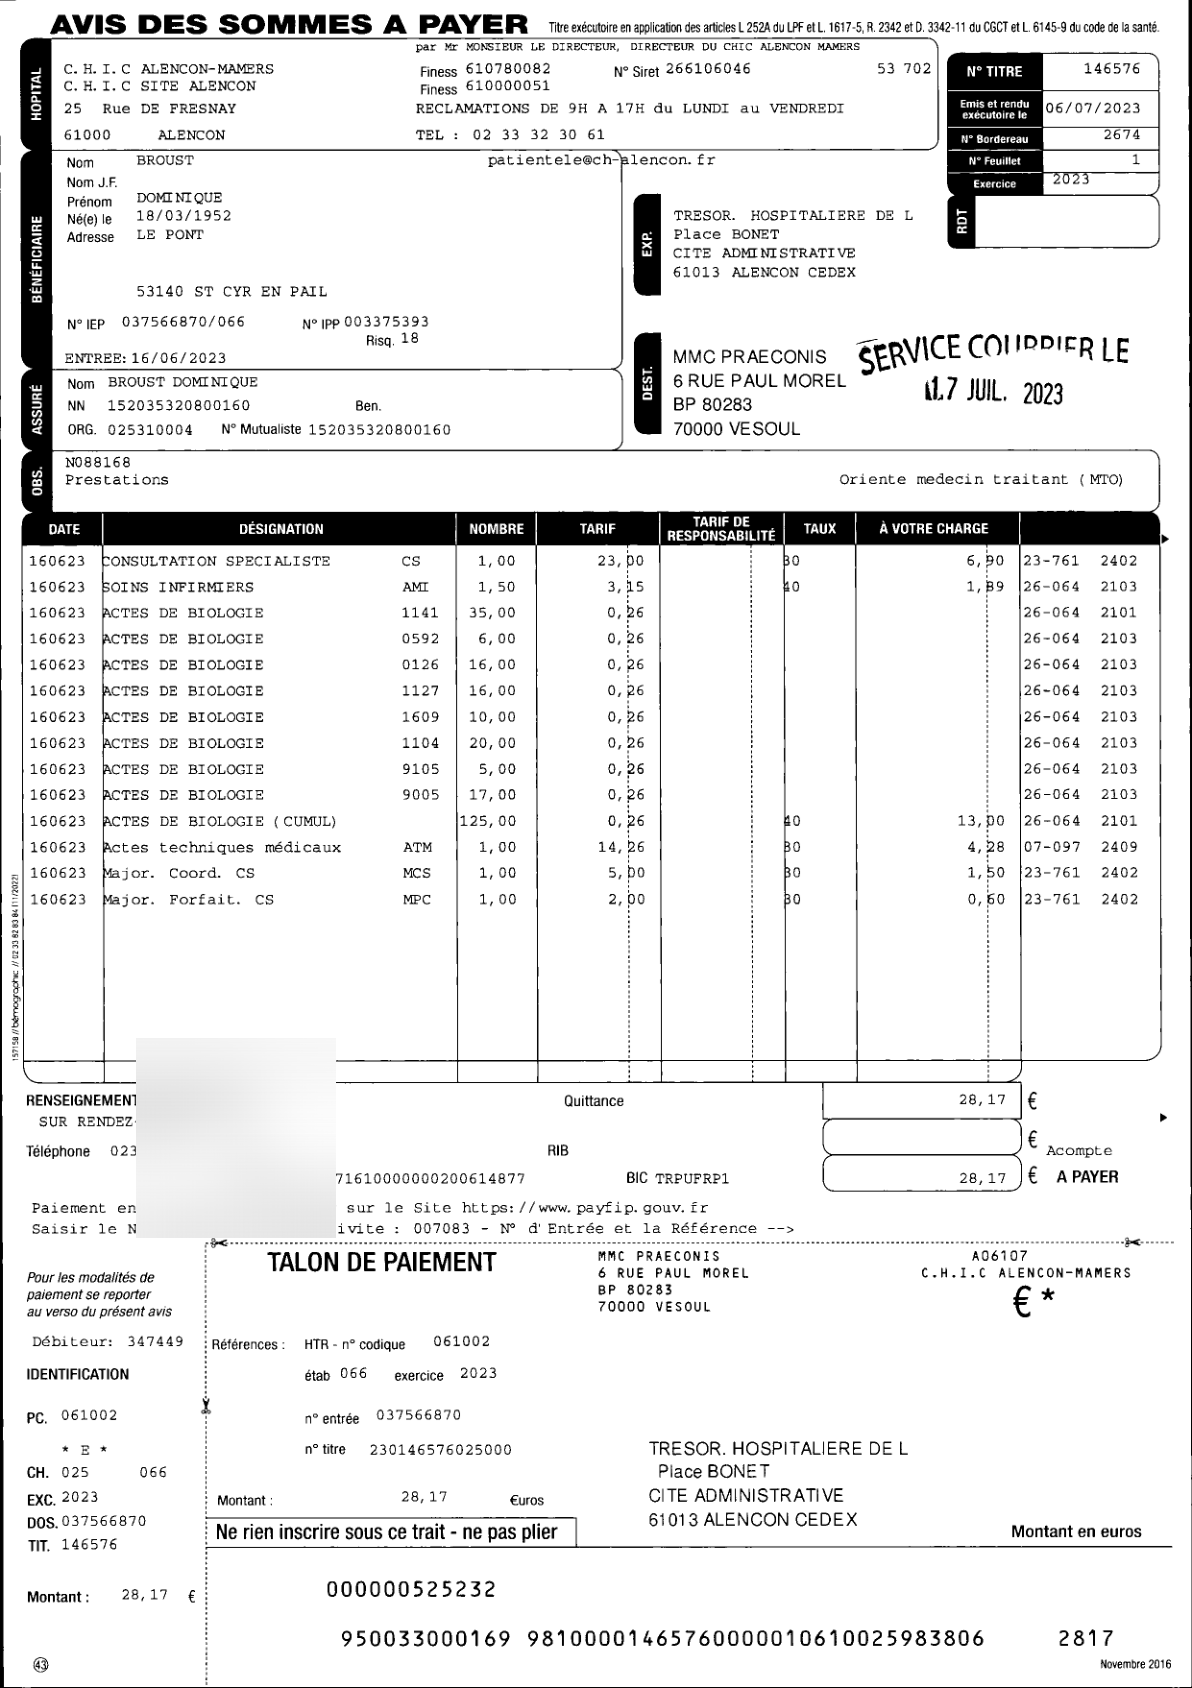 AVIS DES SOMMES A PAYER Titre exécutoire en application des articles L 252A du LPF et L. 1617-5, R. 2342 et D. 3342-11 du CGCT et L. 6145-9 du code de la santé.
par Mr MONSIEUR LE DIRECTEUR, DIRECTEUR DU CHIC ALENCON MAMERS
HOPITAL
C.H.I.C ALENCON-MAMERS Finess 610780082 N° Siret 266106046 53 702
C.H.I.C SITE ALENCON Finess 610000051
25 Rue DE FRESNAY RECLAMATIONS DE 9H A 17H du LUNDI au VENDREDI
61000 ALENCON TEL : 02 33 32 30 61
N° TITRE 146576
Emis et rendu exécutoire le 06/07/2023
N° Bordereau 2674
N° Feuillet 1
Exercice 2023
RDT
BÉNÉFICIAIRE
Nom BROUST patientele@ch-alencon.fr
Nom J.F.
Prénom DOMINIQUE
Né(e) le 18/03/1952
Adresse LE PONT
53140 ST CYR EN PAIL
N° IEP 037566870/066 N° IPP 003375393
Risq. 18
ENTREE: 16/06/2023
EXP.
TRESOR. HOSPITALIERE DE L
Place BONET
CITE ADMINISTRATIVE
61013 ALENCON CEDEX
DEST.
MMC PRAECONIS
6 RUE PAUL MOREL
BP 80283
70000 VESOUL
SERVICE COURRIER LE
17 JUIL. 2023
ASSURÉ
Nom BROUST DOMINIQUE
NN 152035320800160 Ben.
ORG. 025310004 N° Mutualiste 152035320800160
OBS.
N088168
Prestations Oriente medecin traitant (MTO)
DATE DÉSIGNATION NOMBRE TARIF TARIF DE RESPONSABILITÉ TAUX À VOTRE CHARGE
160623 CONSULTATION SPECIALISTE CS 1,00 23,00 30 6,90 23-761 2402
160623 SOINS INFIRMIERS AMI 1,50 3,15 40 1,89 26-064 2103
160623 ACTES DE BIOLOGIE 1141 35,00 0,26 26-064 2101
160623 ACTES DE BIOLOGIE 0592 6,00 0,26 26-064 2103
160623 ACTES DE BIOLOGIE 0126 16,00 0,26 26-064 2103
160623 ACTES DE BIOLOGIE 1127 16,00 0,26 26-064 2103
160623 ACTES DE BIOLOGIE 1609 10,00 0,26 26-064 2103
160623 ACTES DE BIOLOGIE 1104 20,00 0,26 26-064 2103
160623 ACTES DE BIOLOGIE 9105 5,00 0,26 26-064 2103
160623 ACTES DE BIOLOGIE 9005 17,00 0,26 26-064 2103
160623 ACTES DE BIOLOGIE (CUMUL) 125,00 0,26 40 13,00 26-064 2101
160623 Actes techniques médicaux ATM 1,00 14,26 30 4,28 07-097 2409
160623 Major. Coord. CS MCS 1,00 5,00 30 1,50 23-761 2402
160623 Major. Forfait. CS MPC 1,00 2,00 30 0,60 23-761 2402
157158 // bémographic // 02 33 82 83 84 (11/2022)
RENSEIGNEMENT Quittance 28,17 €
SUR RENDEZ-
€ Acompte
Téléphone 023 RIB
71610000000200614877 BIC TRPUFRP1 28,17 € A PAYER
Paiement en sur le Site https://www.payfip.gouv.fr
Saisir le N ivite : 007083 - N° d'Entrée et la Référence -->
Pour les modalités de
paiement se reporter
au verso du présent avis
Débiteur: 347449
IDENTIFICATION
PC. 061002
* E *
CH. 025 066
EXC. 2023
DOS. 037566870
TIT. 146576
Montant : 28,17 €
43
TALON DE PAIEMENT
MMC PRAECONIS
6 RUE PAUL MOREL
BP 80283
70000 VESOUL
A06107
C.H.I.C ALENCON-MAMERS
€ *
Références : HTR - n° codique 061002
étab 066 exercice 2023
n° entrée 037566870
n° titre 230146576025000
Montant : 28,17 €uros
TRESOR. HOSPITALIERE DE L
Place BONET
CITE ADMINISTRATIVE
61013 ALENCON CEDEX
Ne rien inscrire sous ce trait - ne pas plier
Montant en euros
000000525232
950033000169 9810000146576000001061002598​3806 2817
Novembre 2016